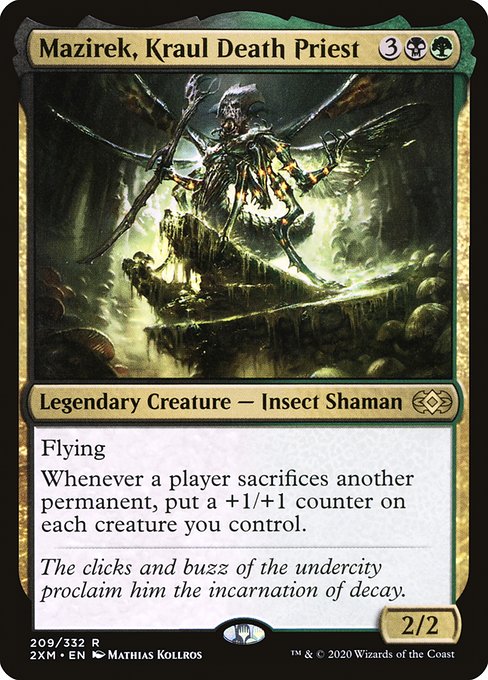 Mazirek, Kraul Death Priest 3
Legendary Creature — Insect Shaman
Flying
Whenever a player sacrifices another
permanent, put a +1/+1 counter on
each creature you control.
The clicks and buzz of the undercity
proclaim him the incarnation of decay.
2/2
209/332 R
2XM • EN Mathias Kollros
™ & © 2020 Wizards of the Coast